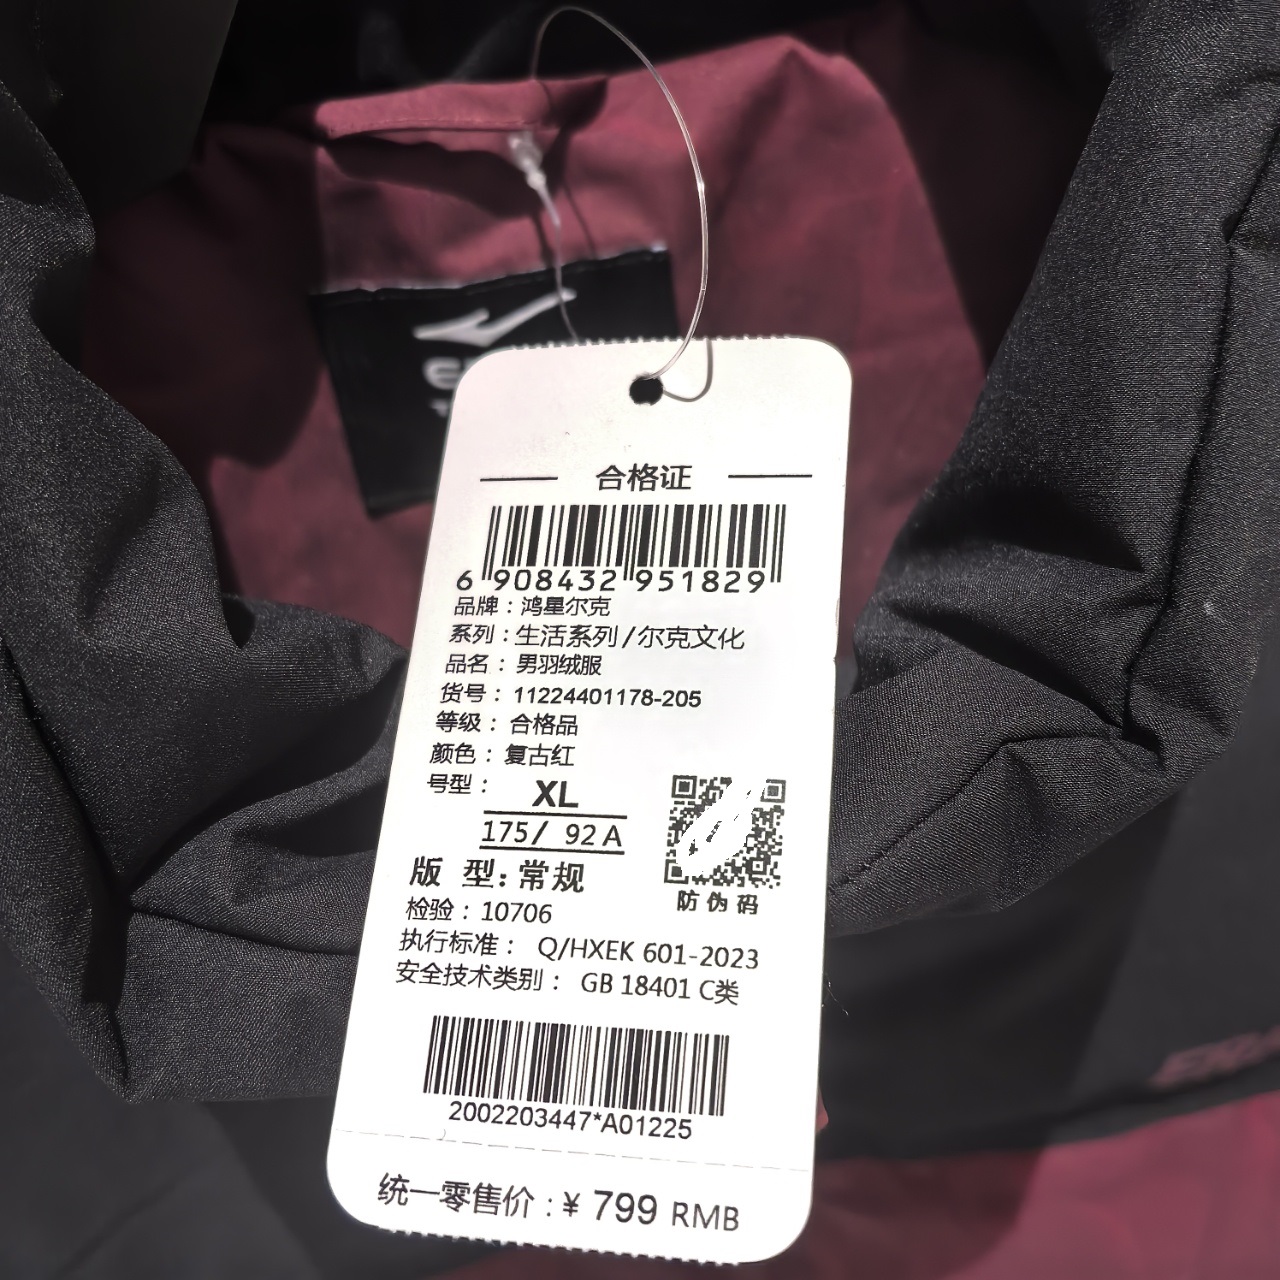 合格证
6 908432 951829
品牌：鸿星尔克
系列：生活系列/尔克文化
品名：男羽绒服
货号：11224401178-205
等级：合格品
颜色：复古红
号型：XL
175/ 92A
防伪码
版 型：常规
检验：10706
执行标准： Q/HXEK 601-2023
安全技术类别： GB 18401 C类
2002203447*A01225
统一零售价：¥ 799 RMB